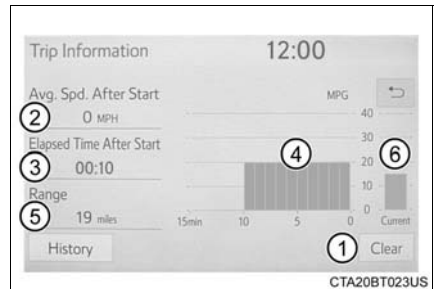 Trip Information 12:00
Avg. Spd. After Start MPG
2 0 MPH 40
Elapsed Time After Start 30
3 00:10 4 20 6
Range 10
5 19 miles 15min 10 5 0 0 Current
History 1 Clear
CTA20BT023US